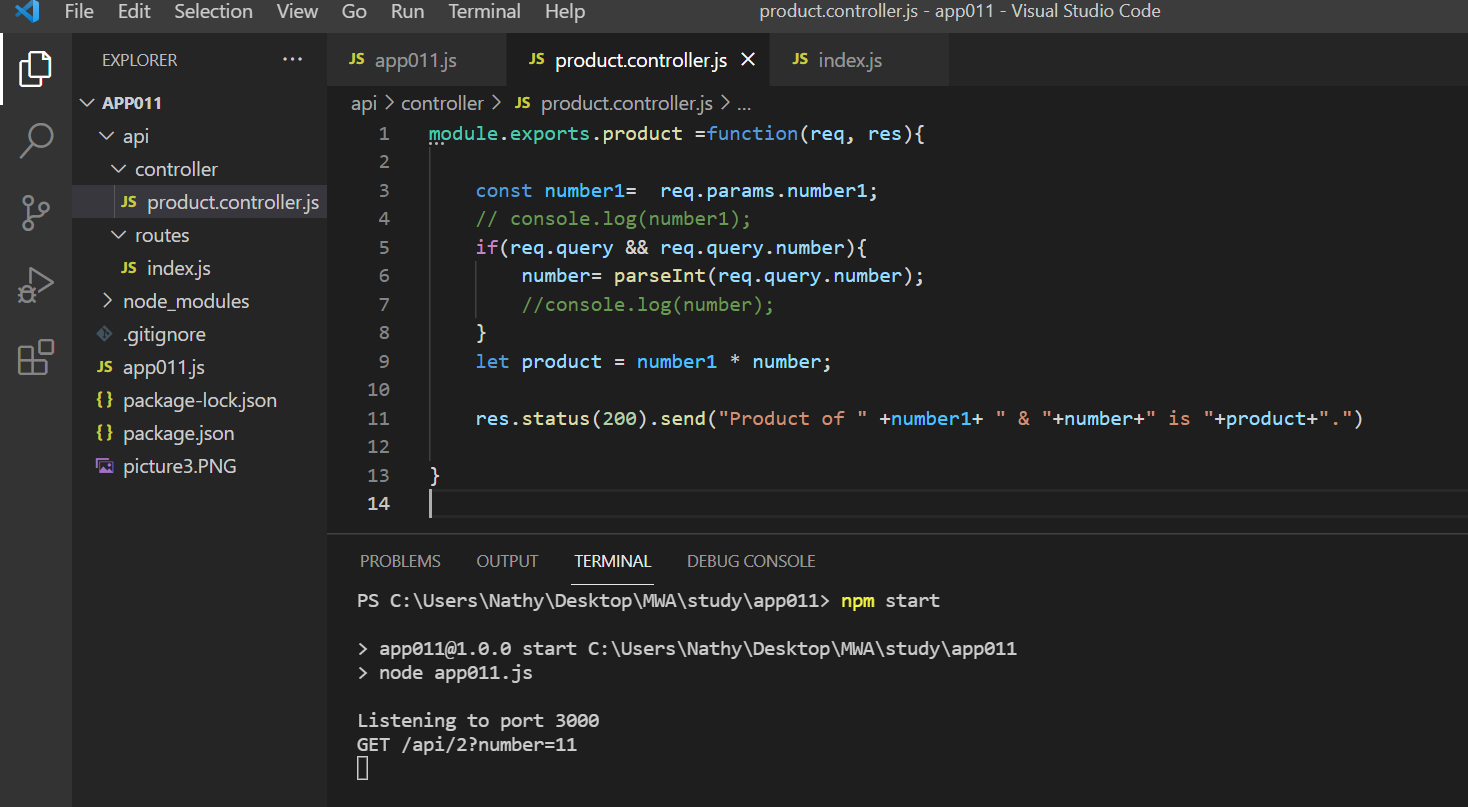 File Edit Selection View Go Run Terminal Help product.controller.js - app011 - Visual Studio Code
EXPLORER ···
APP011
api
controller
JS product.controller.js
routes
JS index.js
node_modules
.gitignore
JS app011.js
{} package-lock.json
{} package.json
picture3.PNG
JS app011.js JS product.controller.js JS index.js
api > controller > JS product.controller.js > ...
1 module.exports.product =function(req, res){
2
3 const number1=  req.params.number1;
4 // console.log(number1);
5 if(req.query && req.query.number){
6 number= parseInt(req.query.number);
7 //console.log(number);
8 }
9 let product = number1 * number;
10
11 res.status(200).send("Product of " +number1+ " & "+number+" is "+product+".")
12
13 }
14
PROBLEMS OUTPUT TERMINAL DEBUG CONSOLE
PS C:\Users\Nathy\Desktop\MWA\study\app011> npm start
> app011@1.0.0 start C:\Users\Nathy\Desktop\MWA\study\app011
> node app011.js
Listening to port 3000
GET /api/2?number=11